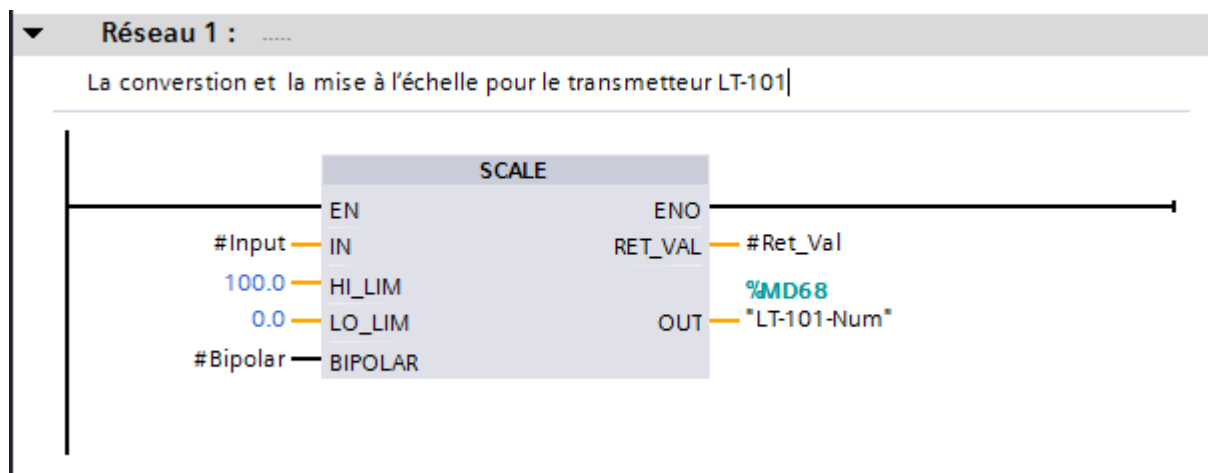 Réseau 1 : .....
La converstion et la mise à l'échelle pour le transmetteur LT-101
SCALE
EN ENO
#Input IN RET_VAL #Ret_Val
100.0 HI_LIM %MD68
0.0 LO_LIM OUT "LT-101-Num"
#Bipolar BIPOLAR